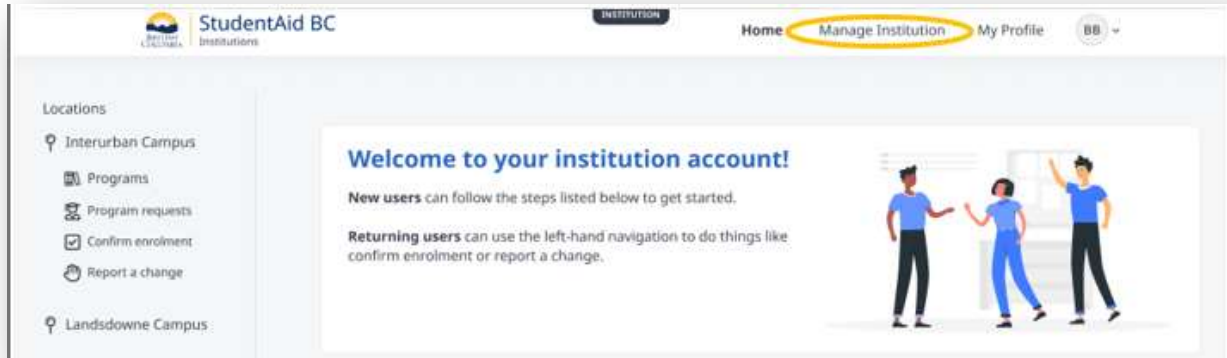 INSTITUTION
BRITISH
COLUMBIA
StudentAid BC
Institutions
Home Manage Institution My Profile BB
Locations
Interurban Campus
Programs
Program requests
Confirm enrolment
Report a change
Landsdowne Campus
Welcome to your institution account!
New users can follow the steps listed below to get started.
Returning users can use the left-hand navigation to do things like
confirm enrolment or report a change.